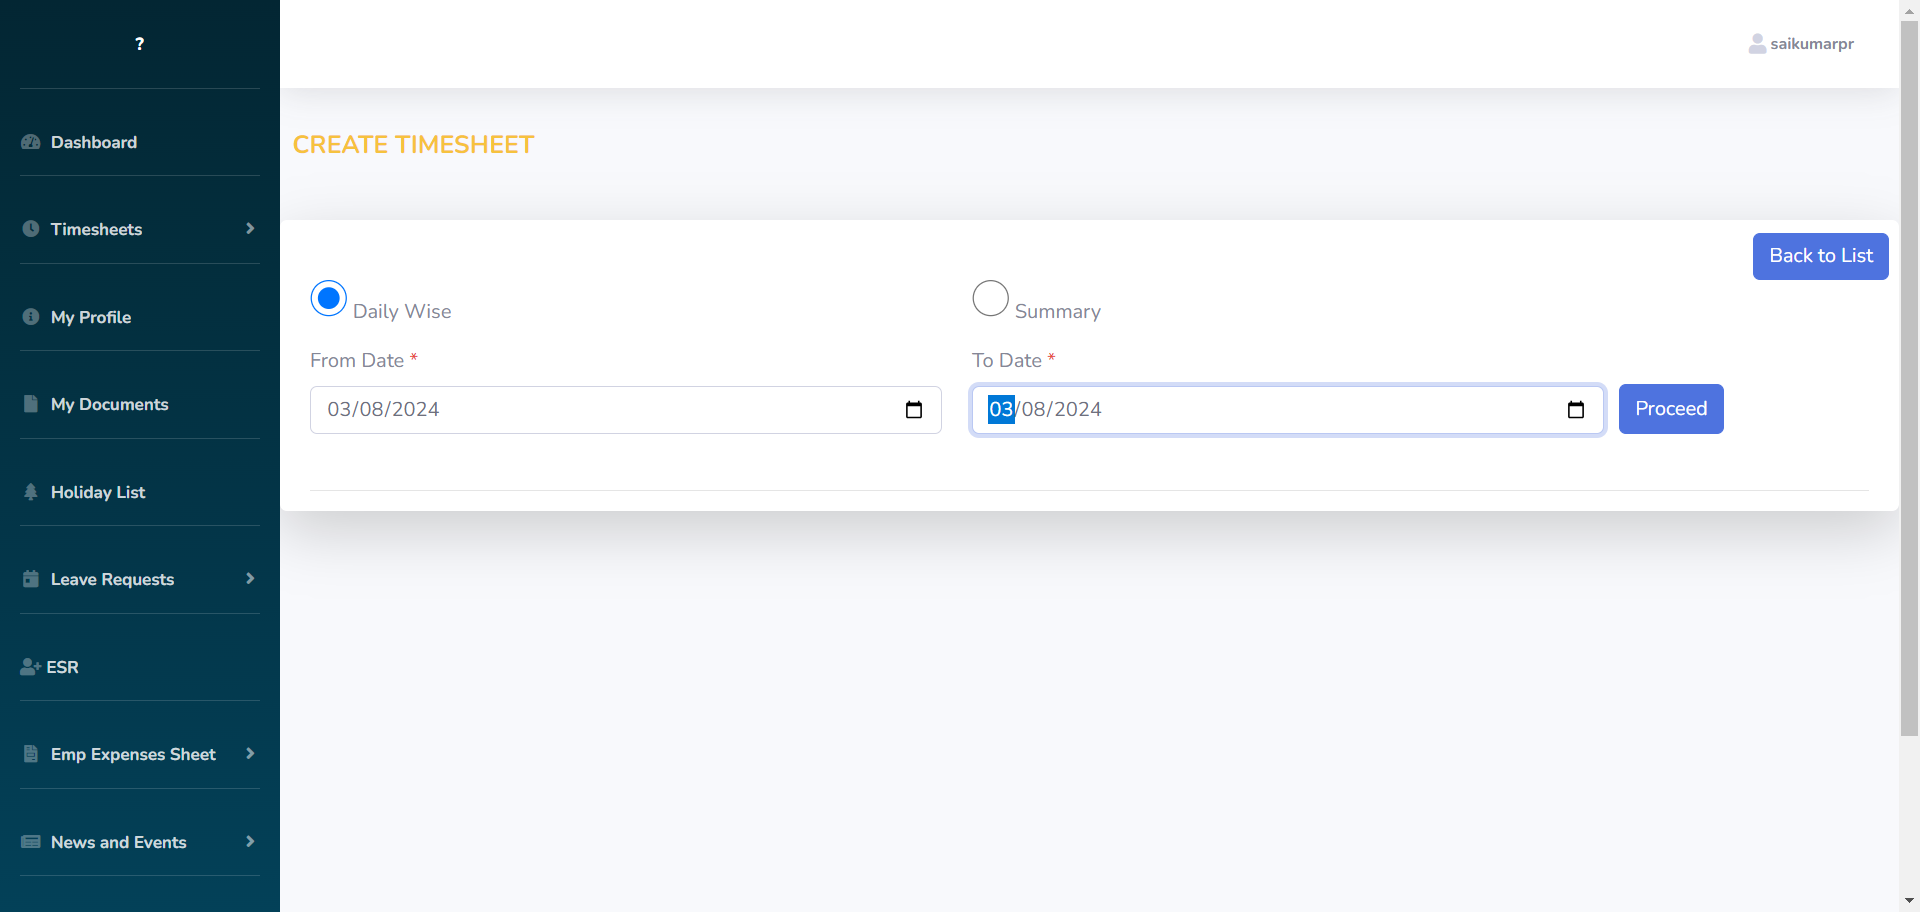 ?
saikumarpr
Dashboard
Timesheets
My Profile
My Documents
Holiday List
Leave Requests
ESR
Emp Expenses Sheet
News and Events
CREATE TIMESHEET
Back to List
Daily Wise
Summary
From Date *
To Date *
03/08/2024
03/08/2024
Proceed